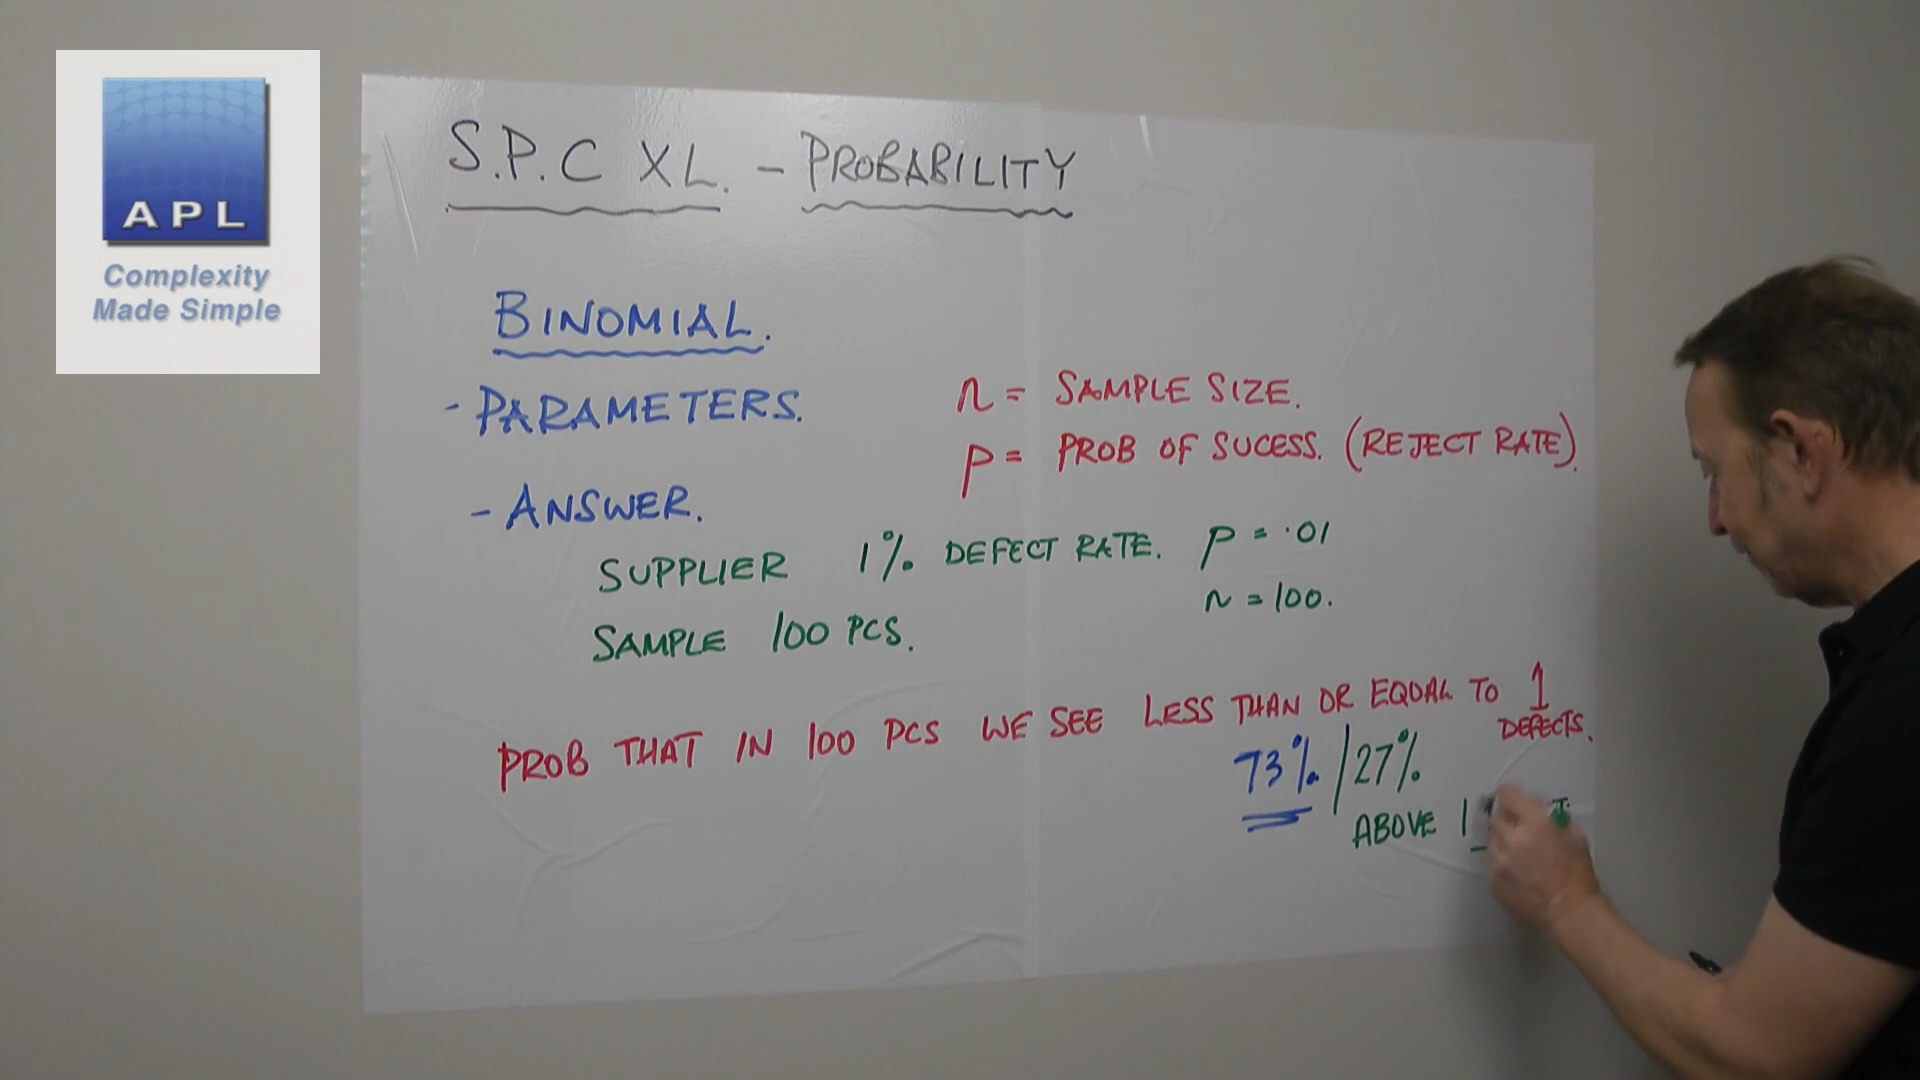 APL
Complexity
Made Simple
S.P.C XL. - PROBABILITY
BINOMIAL.
- PARAMETERS.
n = SAMPLE SIZE.
p = PROB OF SUCESS. (REJECT RATE).
- ANSWER.
SUPPLIER 1% DEFECT RATE. p = .01
SAMPLE 100 PCS. n = 100.
PROB THAT IN 100 PCS WE SEE LESS THAN OR EQUAL TO 1
DEFECTS.
73% / 27%
ABOVE 1